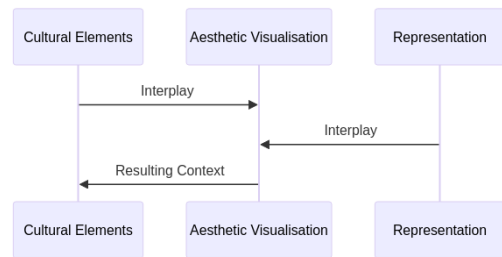 Cultural Elements
Aesthetic Visualisation
Representation
Interplay
Interplay
Resulting Context
Cultural Elements
Aesthetic Visualisation
Representation